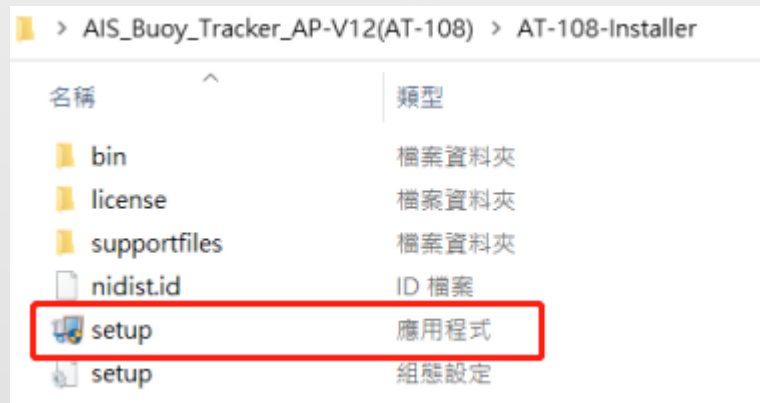 > AIS_Buoy_Tracker_AP-V12(AT-108) > AT-108-Installer
名稱 類型
bin 檔案資料夾
license 檔案資料夾
supportfiles 檔案資料夾
nidist.id ID 檔案
setup 應用程式
setup 組態設定